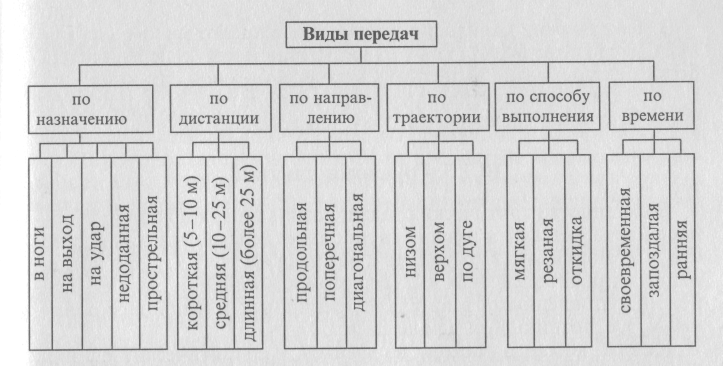 Виды передач
по
назначению
по
дистанции
по направ-
лению
по
траектории
по способу
выполнения
по
времени
в ноги
на выход
на удар
недоданная
прострельная
короткая (5–10 м)
средняя (10–25 м)
длинная (более 25 м)
продольная
поперечная
диагональная
низом
верхом
по дуге
мягкая
резаная
откидка
своевременная
запоздалая
ранняя